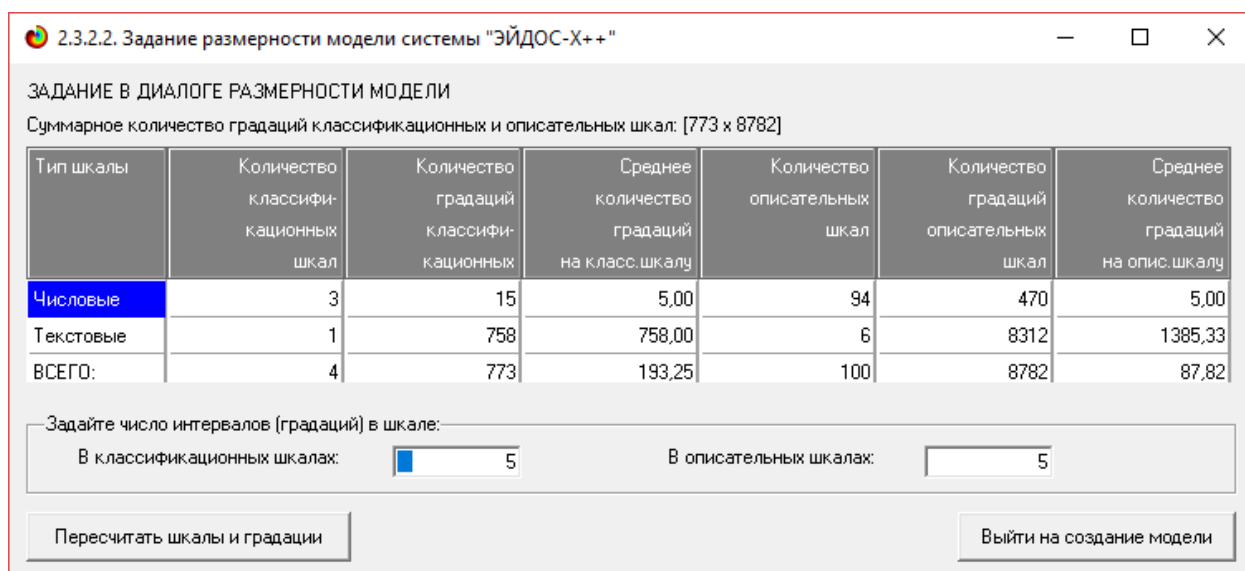 2.3.2.2. Задание размерности модели системы "ЭЙДОС-X++"
ЗАДАНИЕ В ДИАЛОГЕ РАЗМЕРНОСТИ МОДЕЛИ
Суммарное количество градаций классификационных и описательных шкал: [773 x 8782]
Тип шкалы Количество классифи- кационных шкал Количество градаций классифи- кационных Среднее количество градаций на класс.шкалу Количество описательных шкал Количество градаций описательных шкал Среднее количество градаций на опис.шкалу
Числовые 3 15 5,00 94 470 5,00
Текстовые 1 758 758,00 6 8312 1385,33
ВСЕГО: 4 773 193,25 100 8782 87,82
Задайте число интервалов (градаций) в шкале:
В классификационных шкалах: 5 В описательных шкалах: 5
Пересчитать шкалы и градации Выйти на создание модели